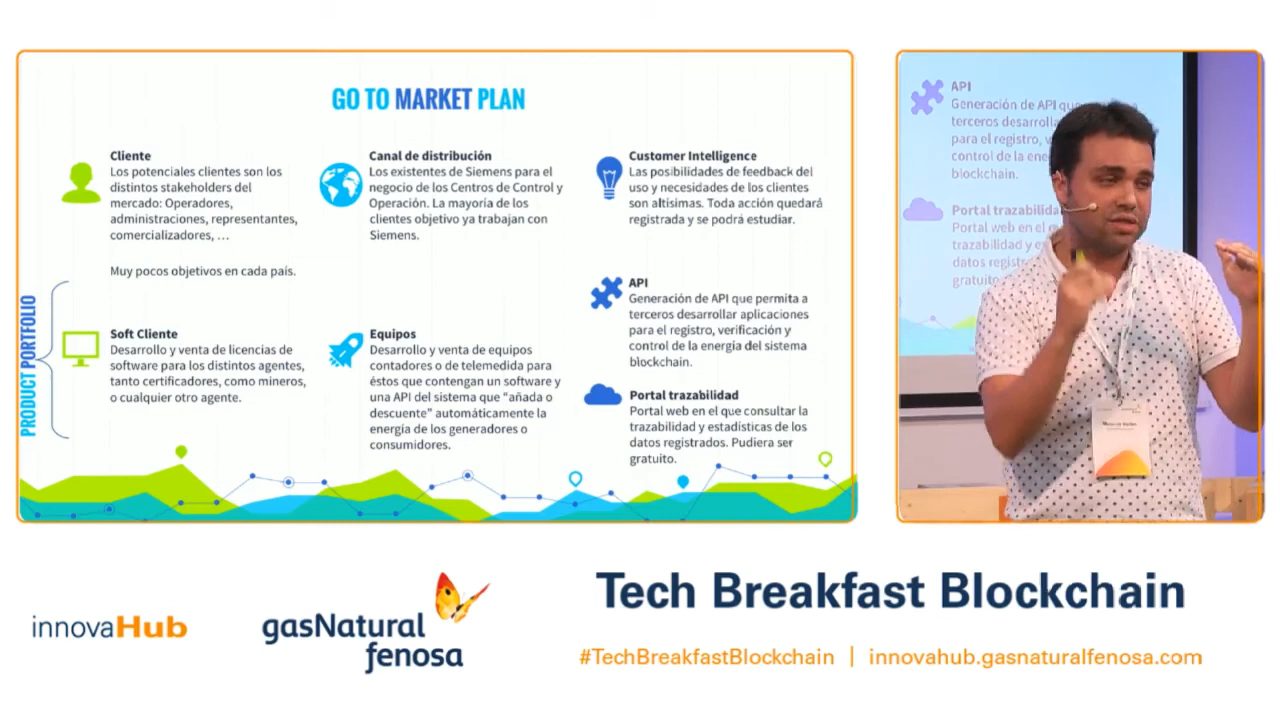 GO TO MARKET PLAN
Cliente
Los potenciales clientes son los
distintos stakeholders del
mercado: Operadores,
administraciones, representantes,
comercializadores, …
Muy pocos objetivos en cada país.
Canal de distribución
Los existentes de Siemens para el
negocio de los Centros de Control y
Operación. La mayoría de los
clientes objetivo ya trabajan con
Siemens.
Customer Intelligence
Las posibilidades de feedback del
uso y necesidades de los clientes
son altísimas. Toda acción quedará
registrada y se podrá estudiar.
PRODUCT PORTFOLIO
Soft Cliente
Desarrollo y venta de licencias de
software para los distintos agentes,
tanto certificadores, como mineros,
o cualquier otro agente.
Equipos
Desarrollo y venta de equipos
contadores o de telemedida para
éstos que contengan un software y
una API del sistema que “añada o
descuente” automáticamente la
energía de los generadores o
consumidores.
API
Generación de API que permita a
terceros desarrollar aplicaciones
para el registro, verificación y
control de la energía del sistema
blockchain.
Portal trazabilidad
Portal web en el que consultar la
trazabilidad y estadísticas de los
datos registrados. Pudiera ser
gratuito.
API
Generación de API
terceros desarrollar
para el registro,
control de la
blockchain.
Portal
Portal web en el
trazabilidad y
datos
innovaHub
gasNatural
fenosa
Tech Breakfast Blockchain
#TechBreakfastBlockchain | innovahub.gasnaturalfenosa.com